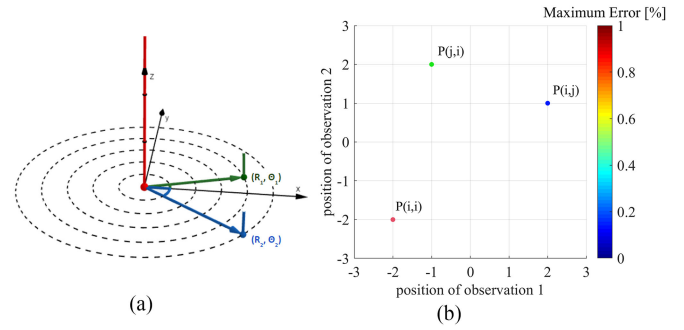 z
y
x
(R₁, Θ₁)
(R₂, Θ₂)
(a)
Maximum Error [%]
3
2
1
0
-1
-2
-3
position of observation 2
P(j,i)
P(i,j)
P(i,i)
-3 -2 -1 0 1 2 3
position of observation 1
1
0.8
0.6
0.4
0.2
0
(b)